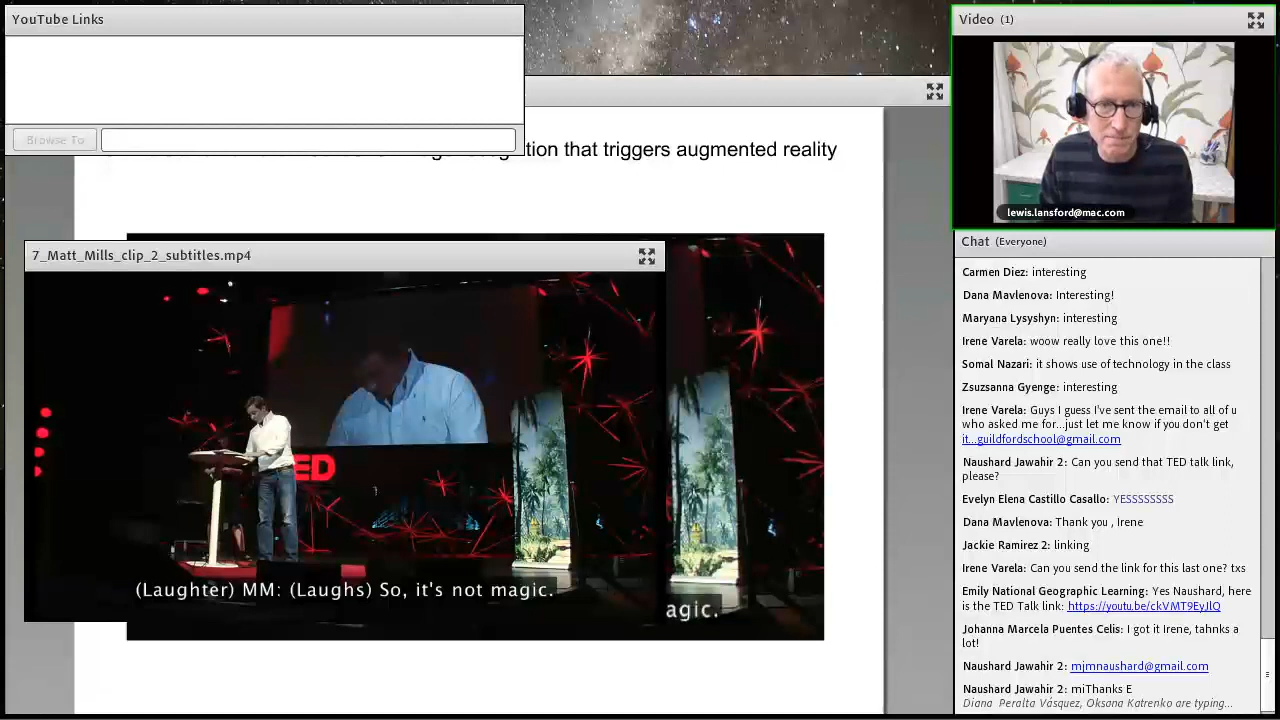 YouTube Links
Browse To
tion that triggers augmented reality
7_Matt_Mills_clip_2_subtitles.mp4
ED
(Laughter) MM: (Laughs) So, it's not magic.
agic.
Video (1)
lewis.lansford@mac.com
Chat (Everyone)
Carmen Diez: interesting
Dana Mavlenova: Interesting!
Maryana Lysyshyn: interesting
Irene Varela: woow really love this one!!
Somal Nazari: it shows use of technology in the class
Zsuzsanna Gyenge: interesting
Irene Varela: Guys I guess I've sent the email to all of u
who asked me for...just let me know if you don't get
it...guildfordschool@gmail.com
Naushard Jawahir 2: Can you send that TED talk link,
please?
Evelyn Elena Castillo Casallo: YESSSSSSSS
Dana Mavlenova: Thank you , Irene
Jackie Ramirez 2: linking
Irene Varela: Can you send the link for this last one? txs
Emily National Geographic Learning: Yes Naushard, here
is the TED Talk link: https://youtu.be/ckVMT9EyJlQ
Johanna Marcela Puentes Celis: I got it Irene, tahnks a
lot!
Naushard Jawahir 2: mjmnaushard@gmail.com
Naushard Jawahir 2: miThanks E
Diana Peralta Vásquez, Oksana Katrenko are typing...